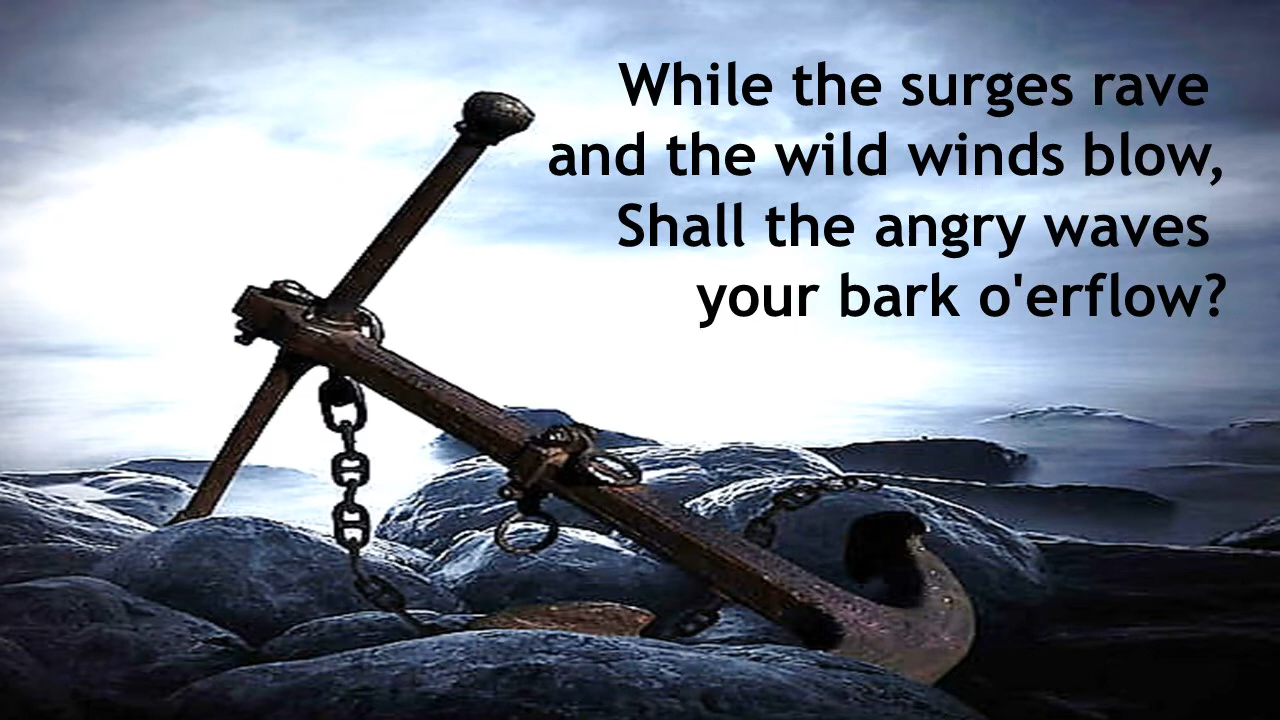 While the surges rave
and the wild winds blow,
Shall the angry waves
your bark o'erflow?